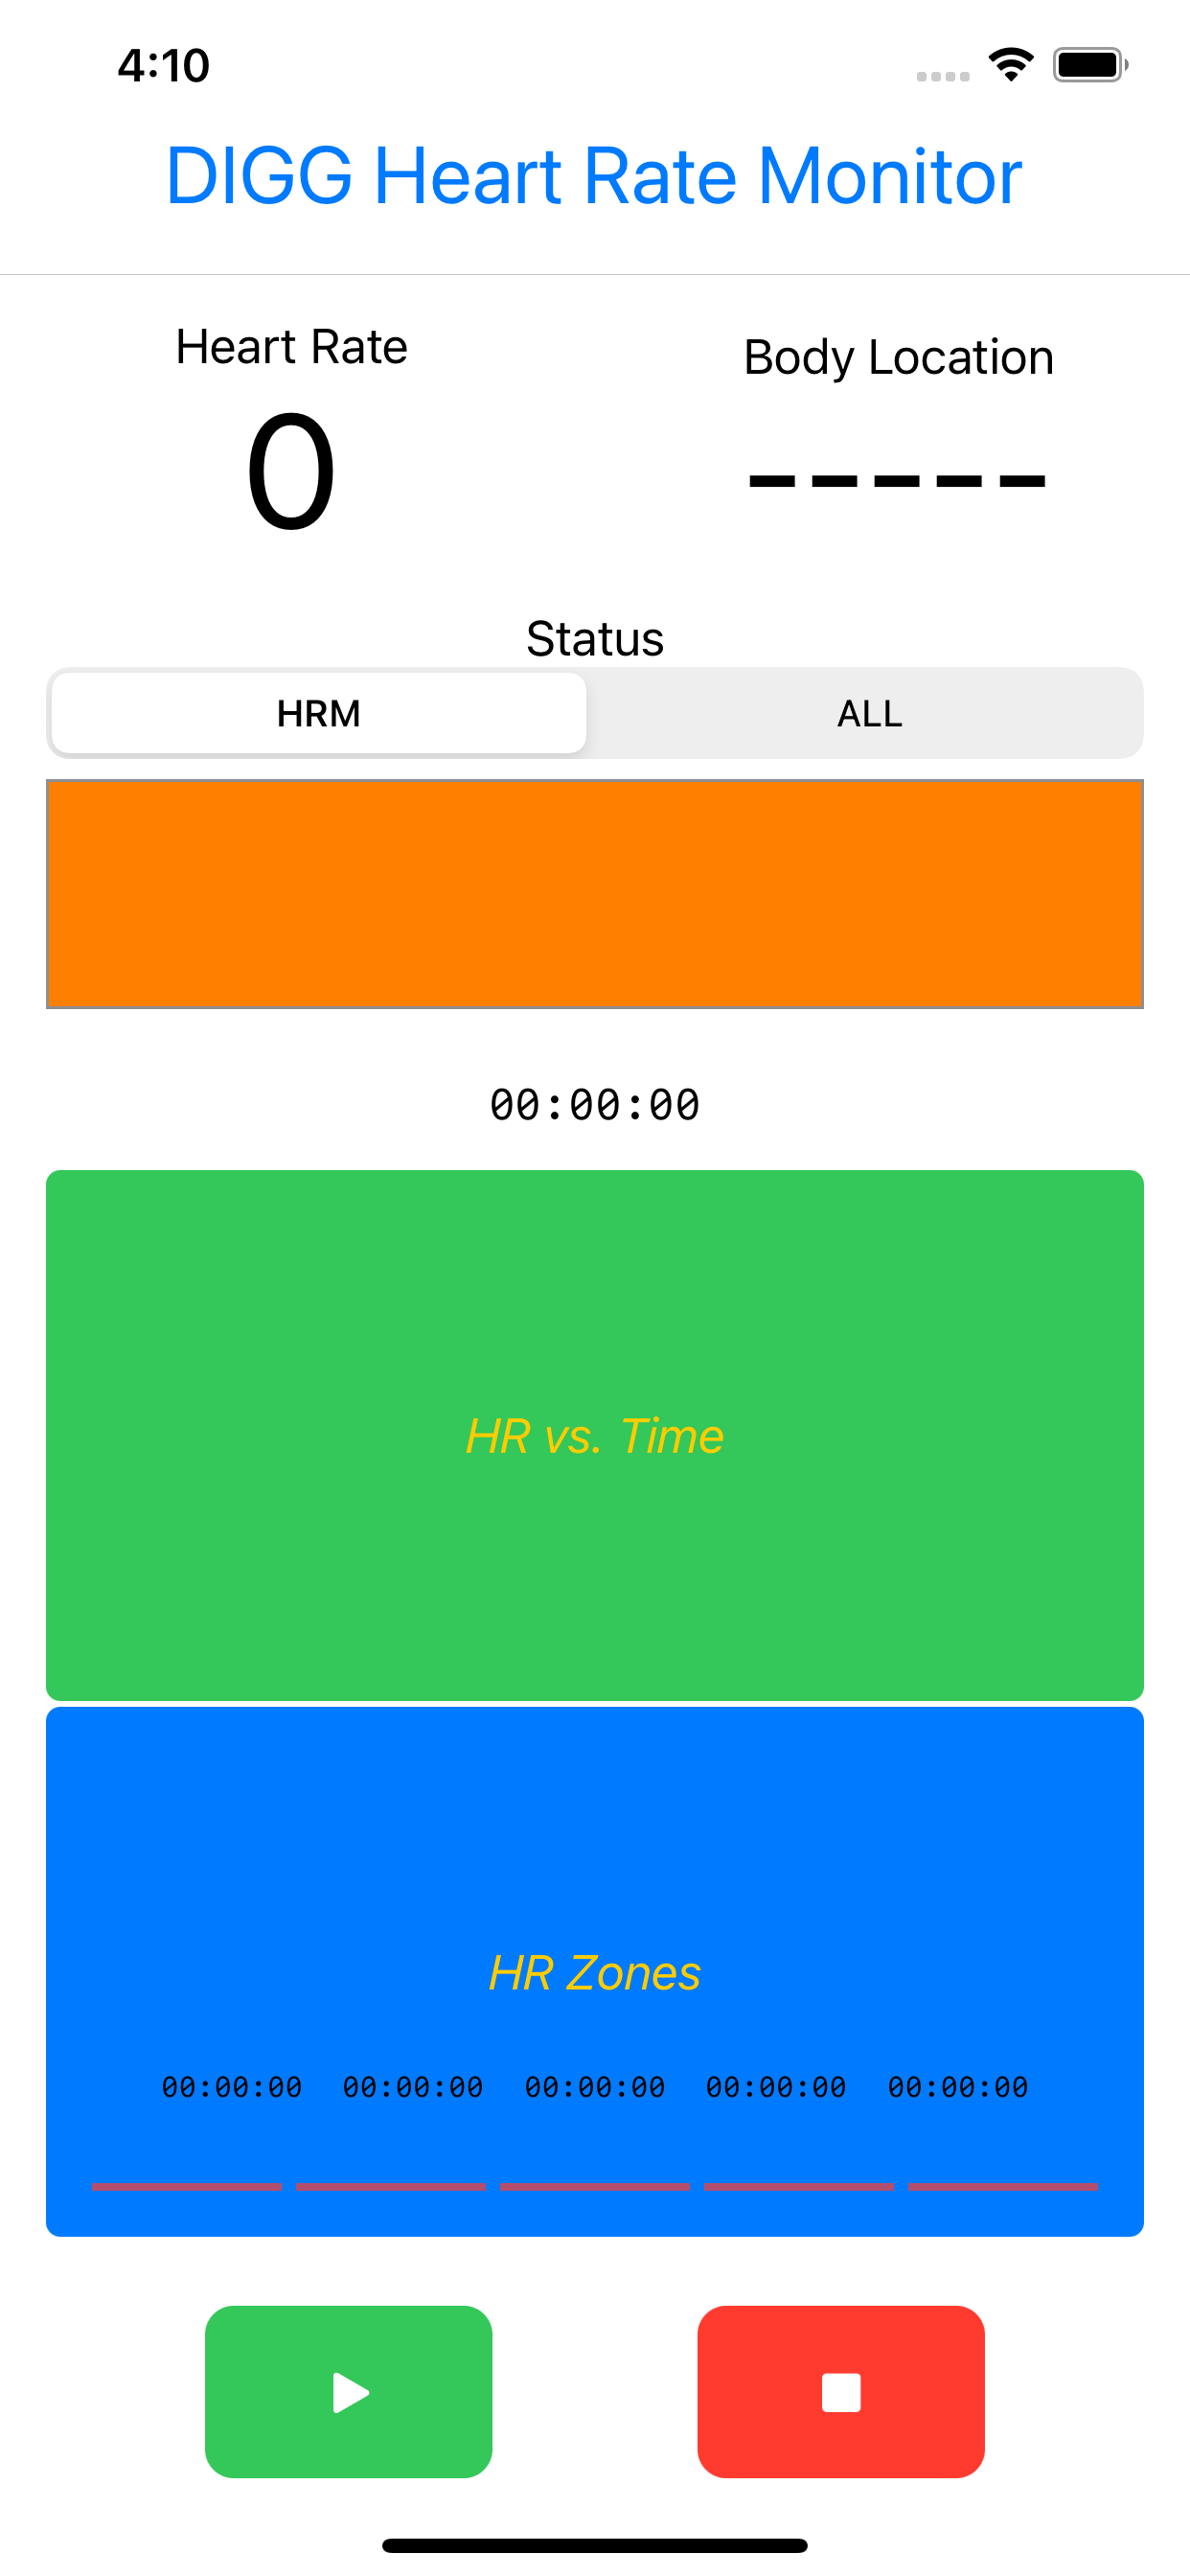 4:10
DIGG Heart Rate Monitor
Heart Rate
Body Location
0
-----
Status
HRM ALL
00:00:00
HR vs. Time
HR Zones
00:00:00 00:00:00 00:00:00 00:00:00 00:00:00